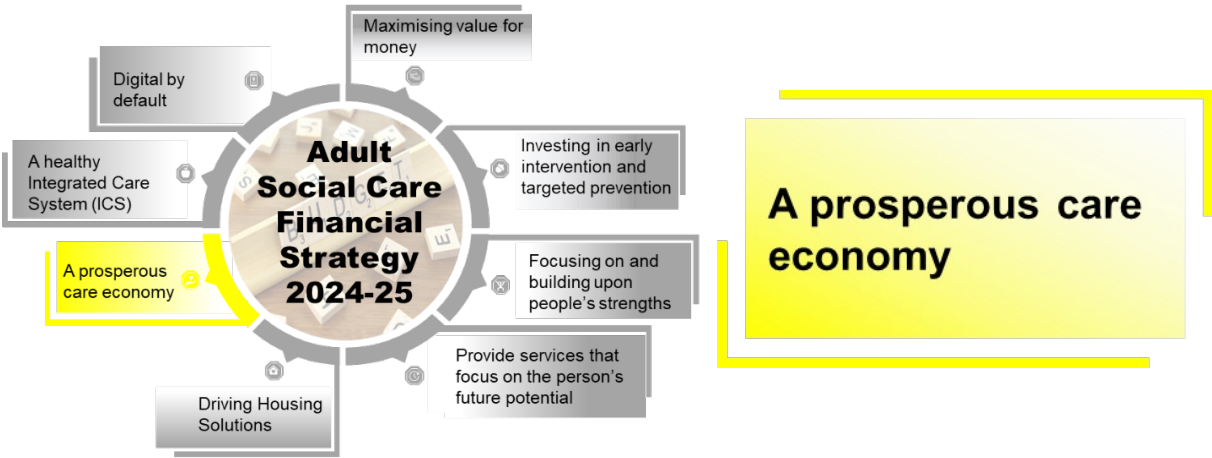 Maximising value for
money
Digital by
default
Investing in early
intervention and
targeted prevention
A healthy
Integrated Care
System (ICS)
Adult
Social Care
Financial
Strategy
2024-25
BUDGET
Focusing on and
building upon
people's strengths
A prosperous
care economy
Provide services that
focus on the person's
future potential
Driving Housing
Solutions
A prosperous care
economy